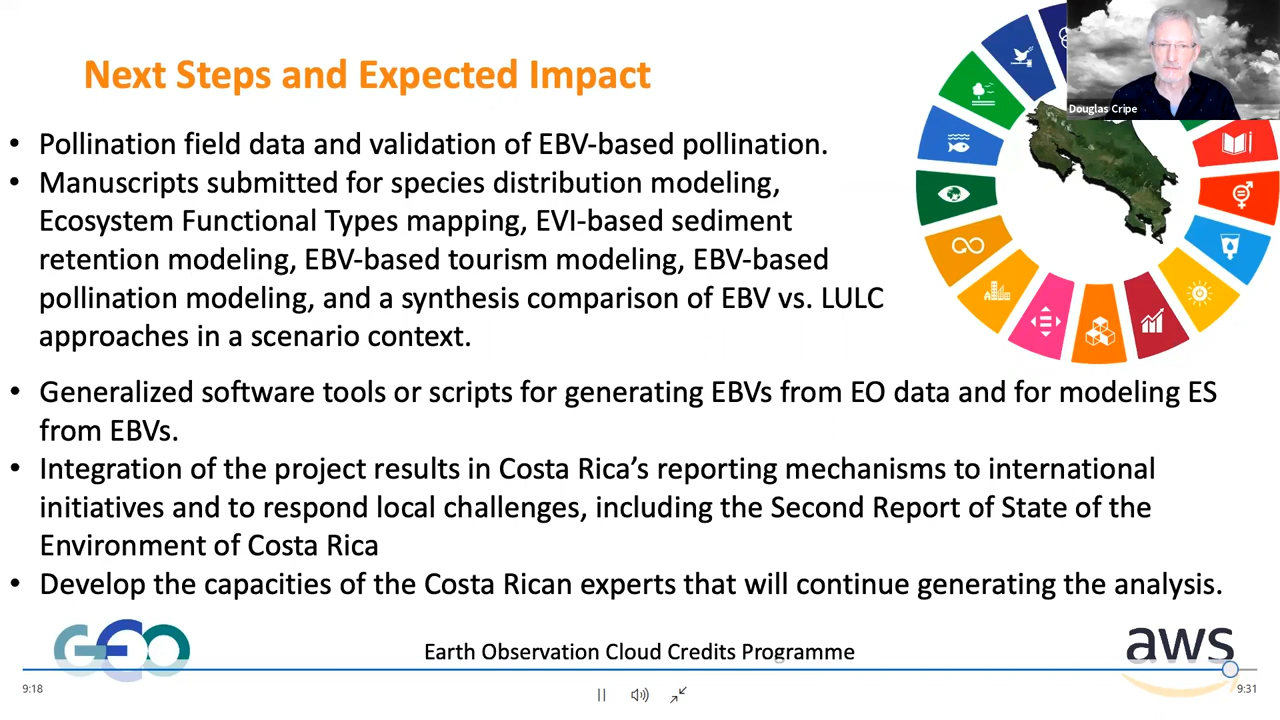 Next Steps and Expected Impact
Douglas Cripe
• Pollination field data and validation of EBV-based pollination.
• Manuscripts submitted for species distribution modeling,
Ecosystem Functional Types mapping, EVI-based sediment
retention modeling, EBV-based tourism modeling, EBV-based
pollination modeling, and a synthesis comparison of EBV vs. LULC
approaches in a scenario context.
• Generalized software tools or scripts for generating EBVs from EO data and for modeling ES
from EBVs.
• Integration of the project results in Costa Rica’s reporting mechanisms to international
initiatives and to respond local challenges, including the Second Report of State of the
Environment of Costa Rica
• Develop the capacities of the Costa Rican experts that will continue generating the analysis.
GEO
Earth Observation Cloud Credits Programme
aws
9:18
9:31